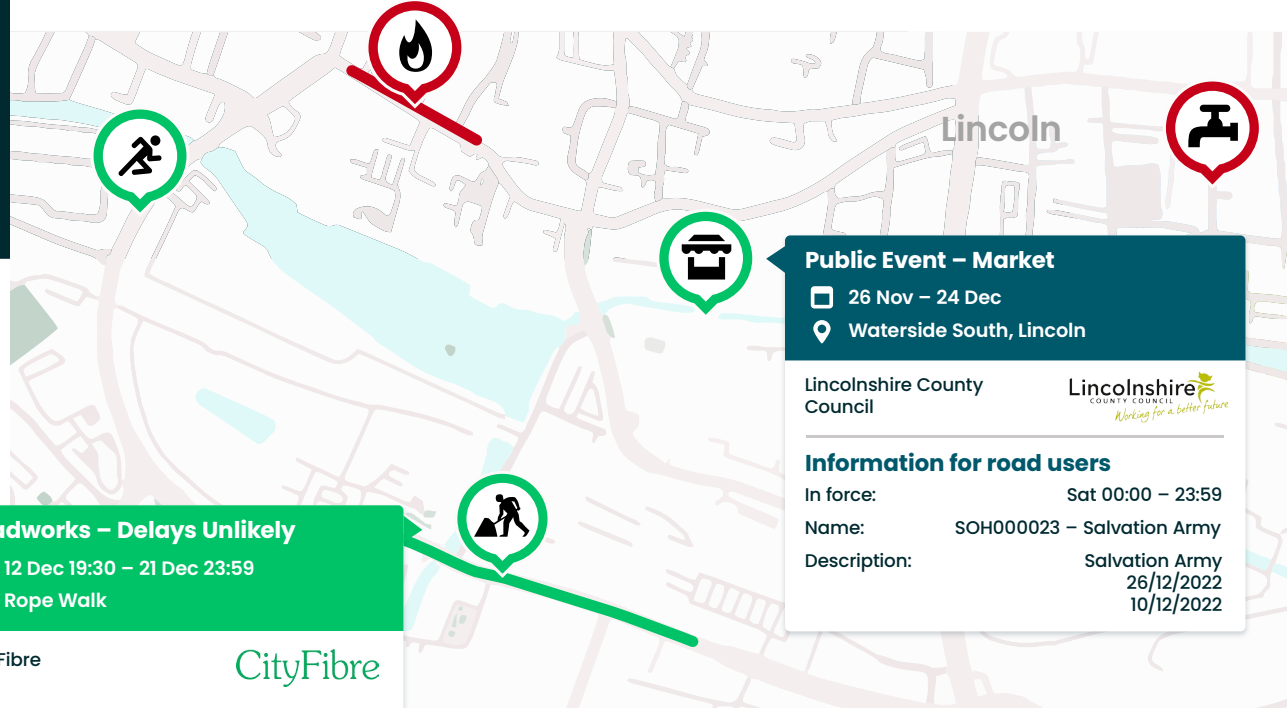 Lincoln
Public Event – Market
26 Nov – 24 Dec
Waterside South, Lincoln
Lincolnshire County
Council
Lincolnshire
COUNTY COUNCIL
Working for a better future
Information for road users
In force: Sat 00:00 – 23:59
Name: SOH000023 – Salvation Army
Description: Salvation Army
26/12/2022
10/12/2022
adworks – Delays Unlikely
12 Dec 19:30 – 21 Dec 23:59
Rope Walk
Fibre
CityFibre